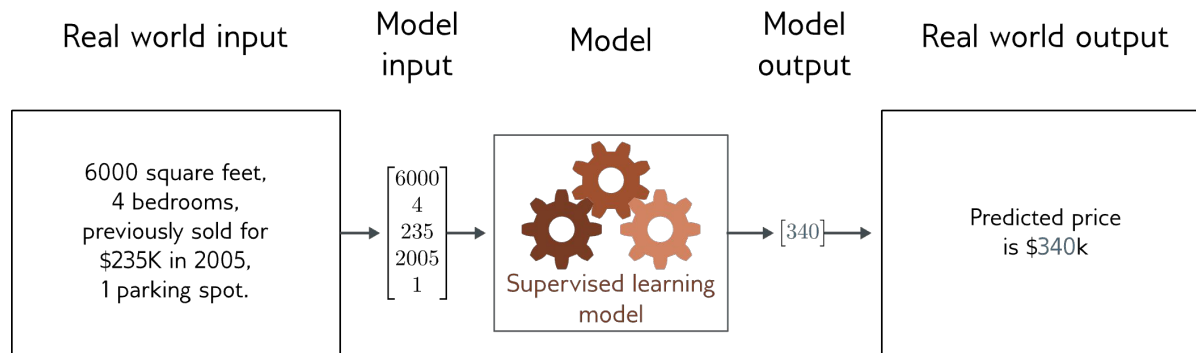 Real world input
Model
input
Model
Model
output
Real world output
6000 square feet,
4 bedrooms,
previously sold for
$235K in 2005,
1 parking spot.
6000
4
235
2005
1
Supervised learning
model
[340]
Predicted price
is $340k